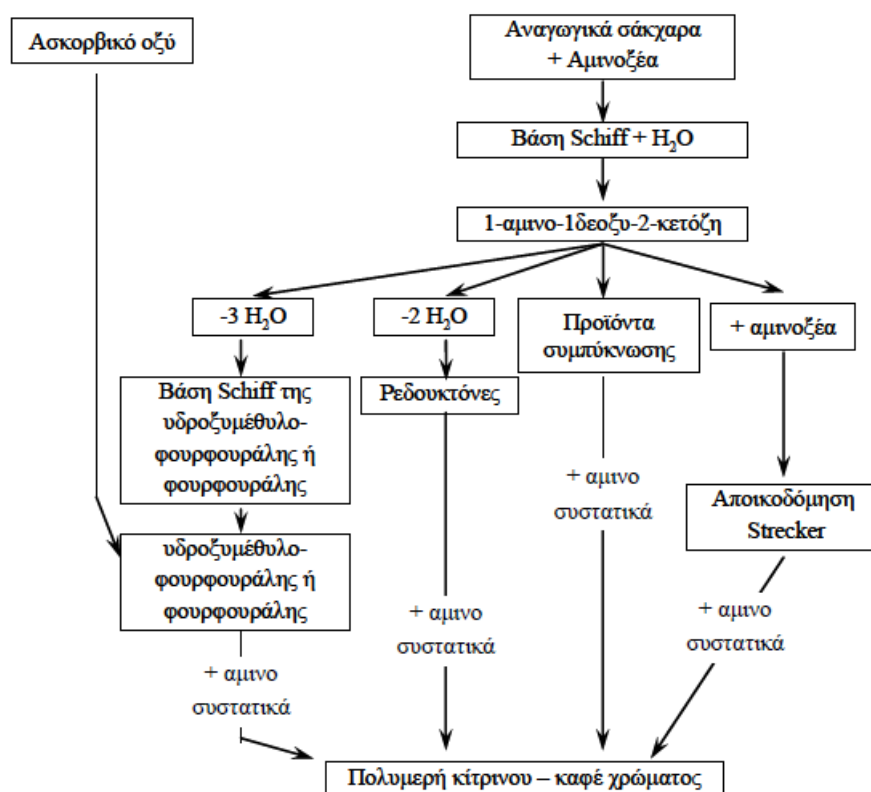 Ασκορβικό οξύ
Αναγωγικά σάκχαρα
+ Αμινοξέα
Βάση Schiff + H₂O
1-αμινο-1δεοξυ-2-κετόζη
-3 H₂O
-2 H₂O
Προϊόντα
συμπύκνωσης
+ αμινοξέα
Βάση Schiff της
υδροξυμέθυλο-
φουρφουράλης ή
φουρφουράλης
Ρεδουκτόνες
+ αμινο
συστατικά
Αποικοδόμηση
Strecker
υδροξυμέθυλο-
φουρφουράλης ή
φουρφουράλης
+ αμινο
συστατικά
+ αμινο
συστατικά
+ αμινο
συστατικά
Πολυμερή κίτρινου – καφέ χρώματος